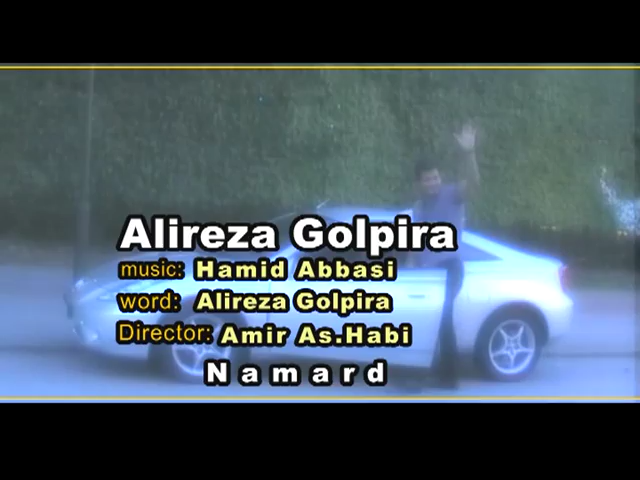 Alireza Golpira
music: Hamid Abbasi
word: Alireza Golpira
Director: Amir As.Habi
Namard